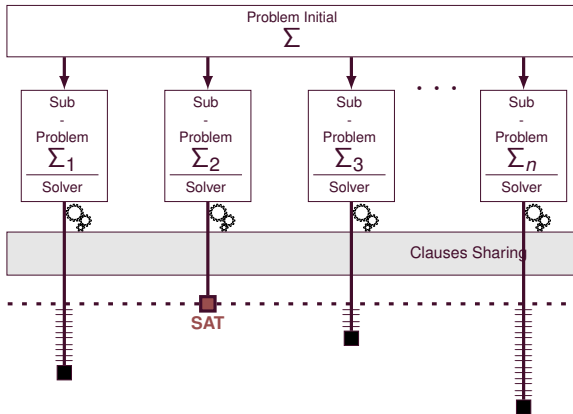 Problem Initial
Σ
Sub
-
Problem
Σ1
Solver
Sub
-
Problem
Σ2
Solver
Sub
-
Problem
Σ3
Solver
. . .
Sub
-
Problem
Σn
Solver
Clauses Sharing
SAT